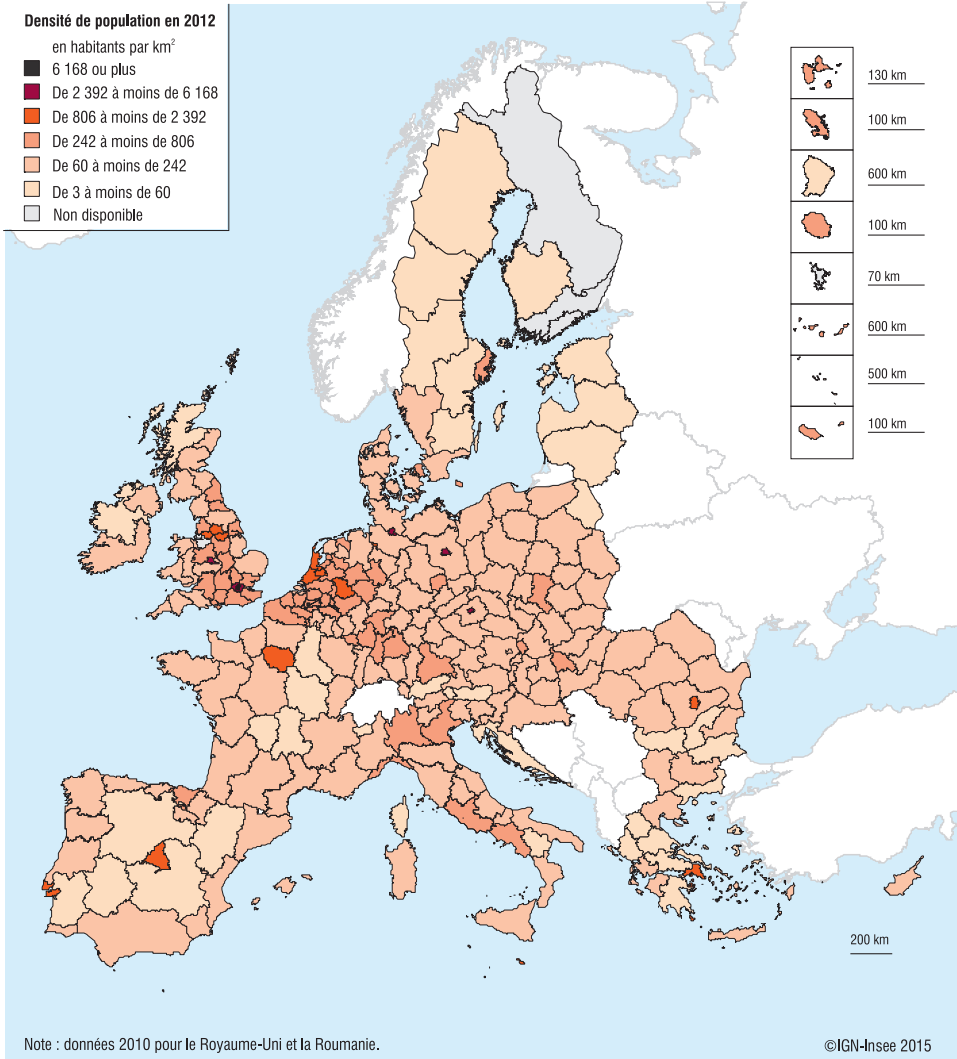 Densité de population en 2012
en habitants par km²
6 168 ou plus
De 2 392 à moins de 6 168
De 806 à moins de 2 392
De 242 à moins de 806
De 60 à moins de 242
De 3 à moins de 60
Non disponible
130 km
100 km
600 km
100 km
70 km
600 km
500 km
100 km
200 km
Note : données 2010 pour le Royaume-Uni et la Roumanie.
©IGN-Insee 2015